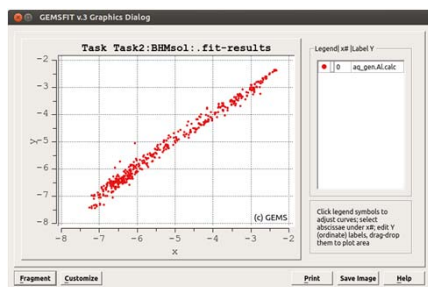 GEMSFIT v.3 Graphics Dialog
Task Task2:BHMsol:.fit-results
-2
-3
-4
-5
-6
-7
-8
y
-8 -7 -6 -5 -4 -3 -2
x
(c) GEMS
Legend| x# |Label Y
0 aq_gen.Al.calc
Click legend symbols to
adjust curves; select
abscissae under x#; edit Y
(ordinate) labels, drag-drop
them to plot area
Fragment Customize Print Save Image Help